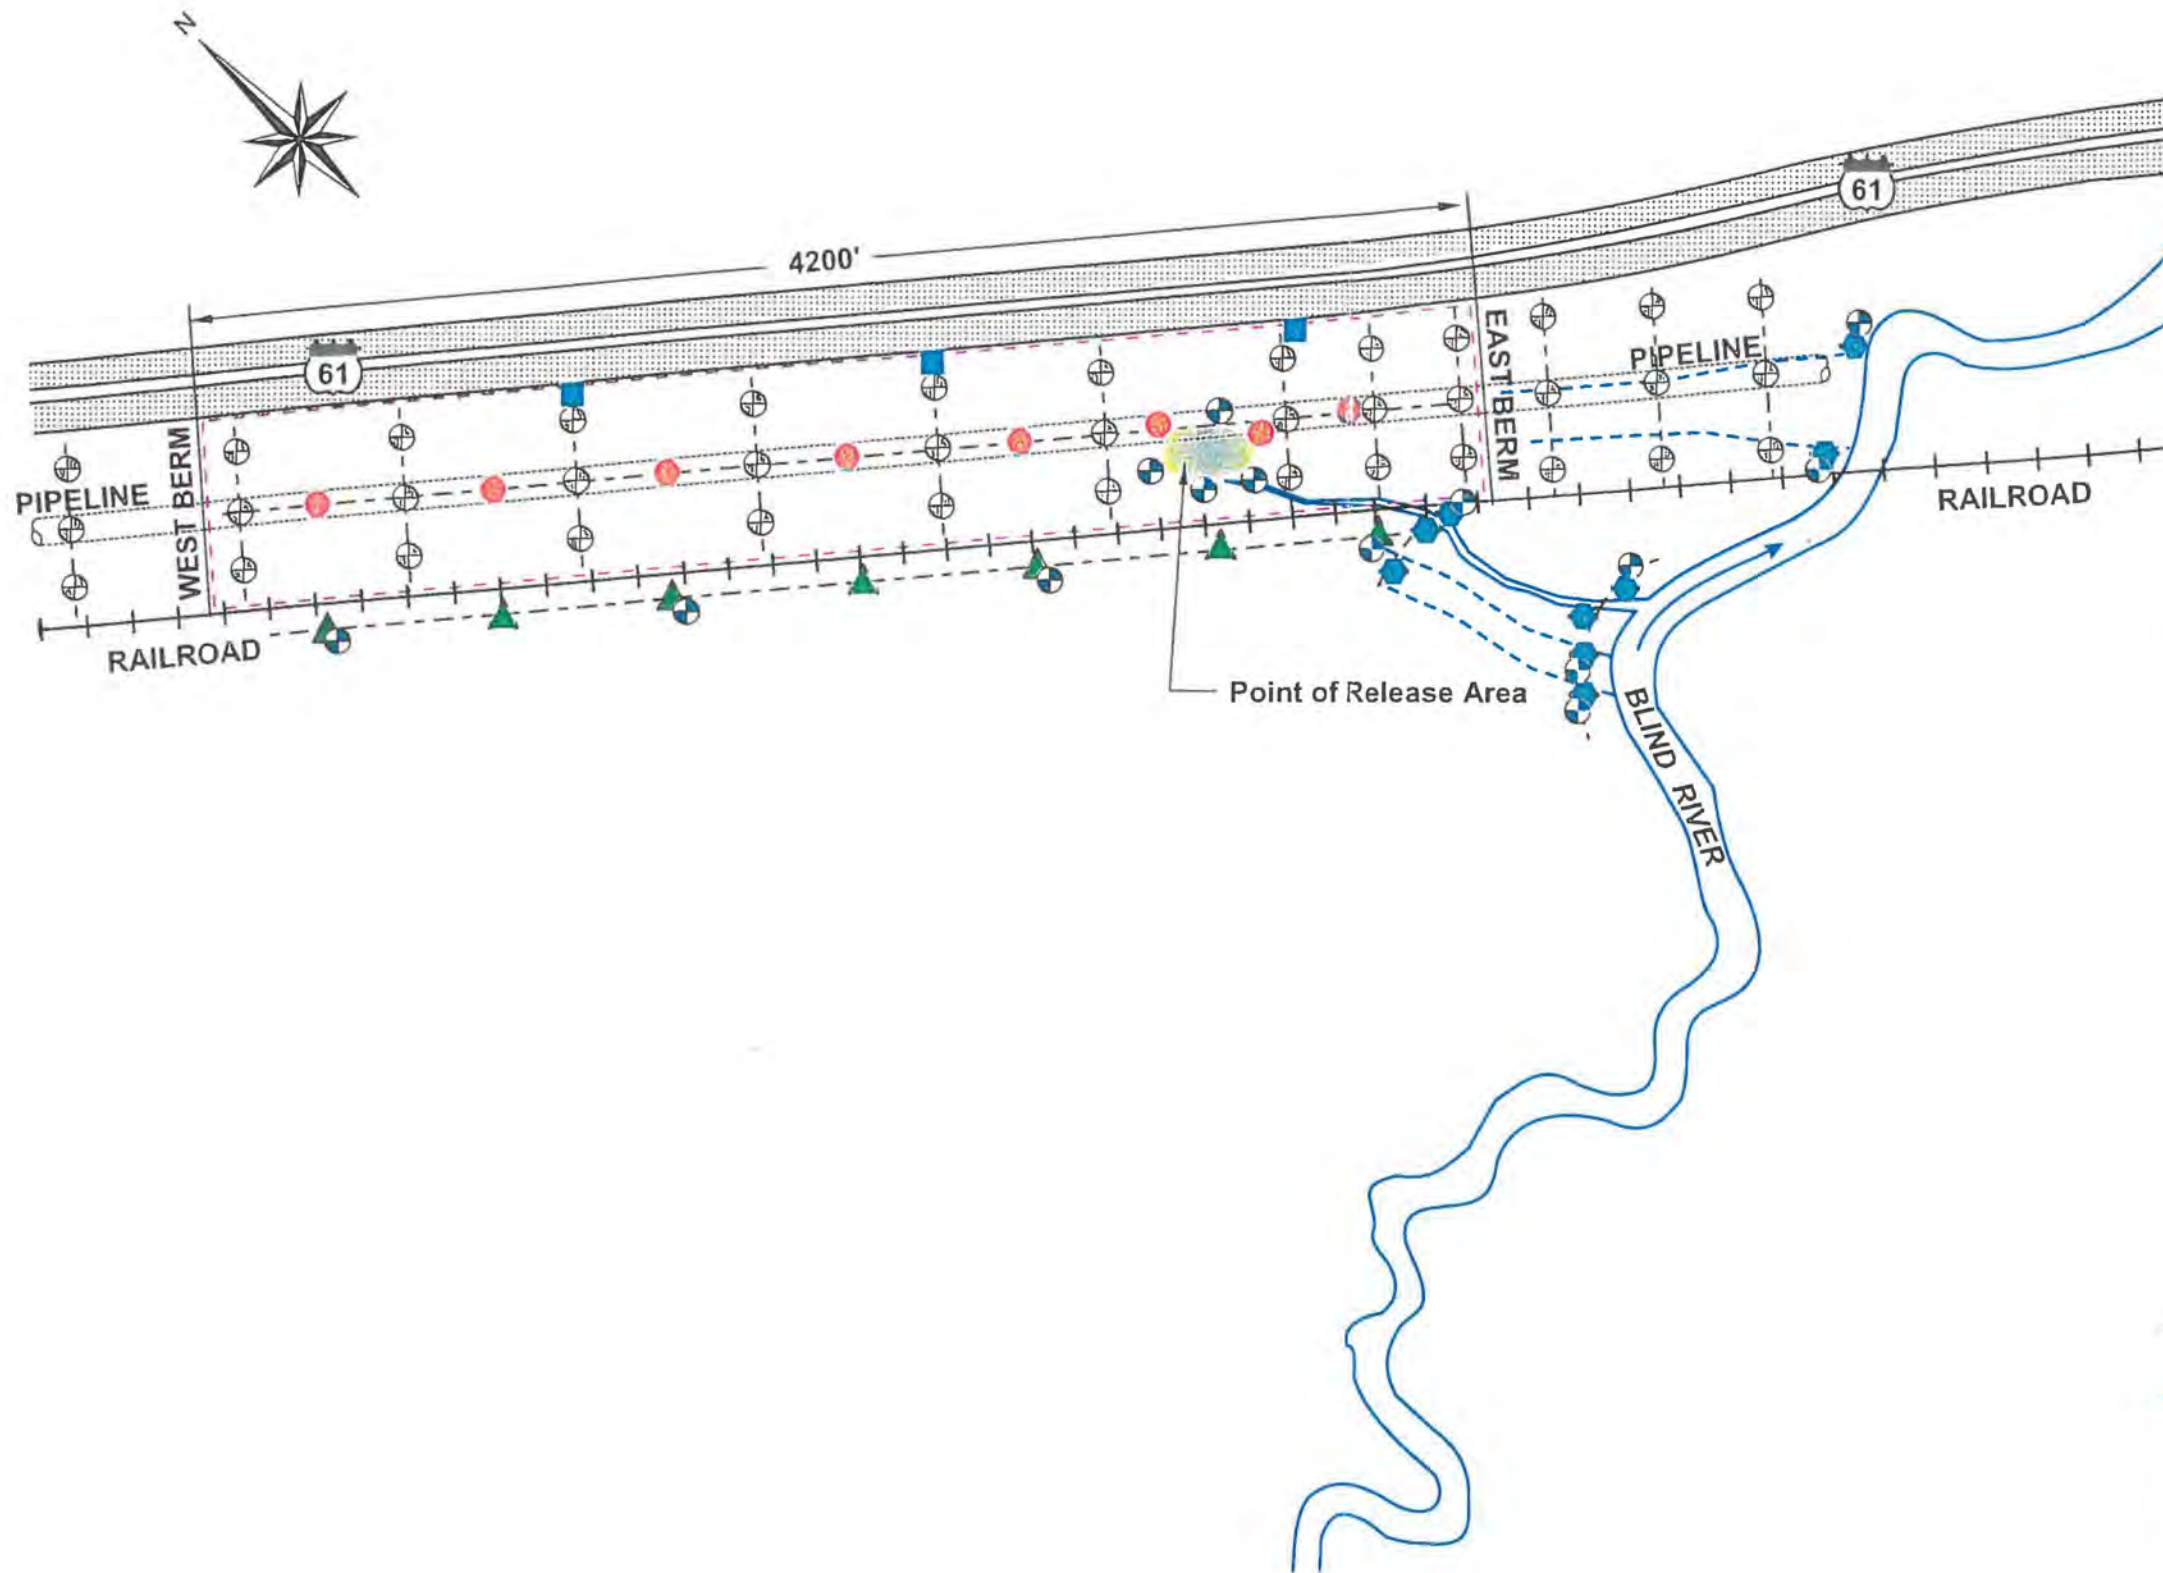 N
61
4200'
61
PIPELINE
EAST BERM
WEST BERM
PIPELINE
RAILROAD
RAILROAD
Point of Release Area
BLIND RIVER